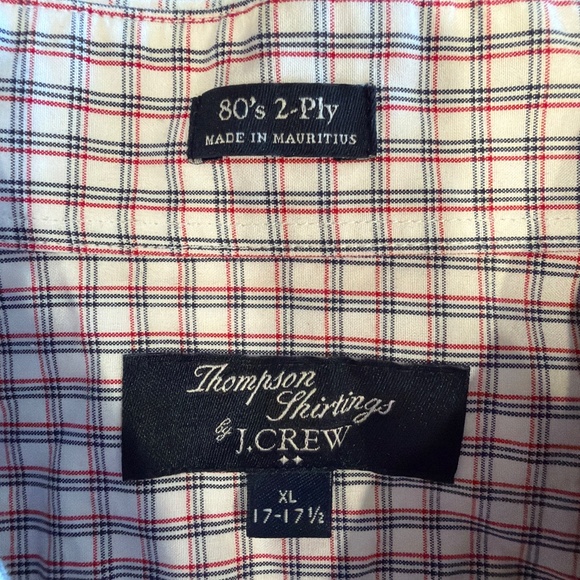 80's 2-Ply
MADE IN MAURITIUS
Thompson
Shirtings
by J.CREW
XL
17-17½